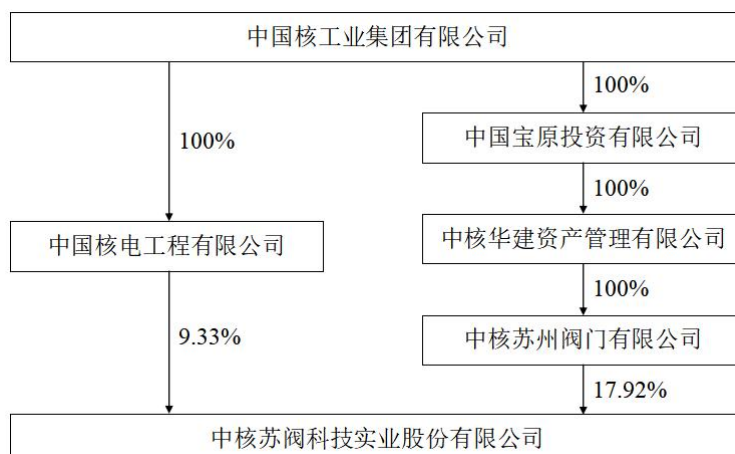 中国核工业集团有限公司
100%
中国宝原投资有限公司
100%
100%
中国核电工程有限公司
中核华建资产管理有限公司
100%
9.33%
中核苏州阀门有限公司
17.92%
中核苏阀科技实业股份有限公司